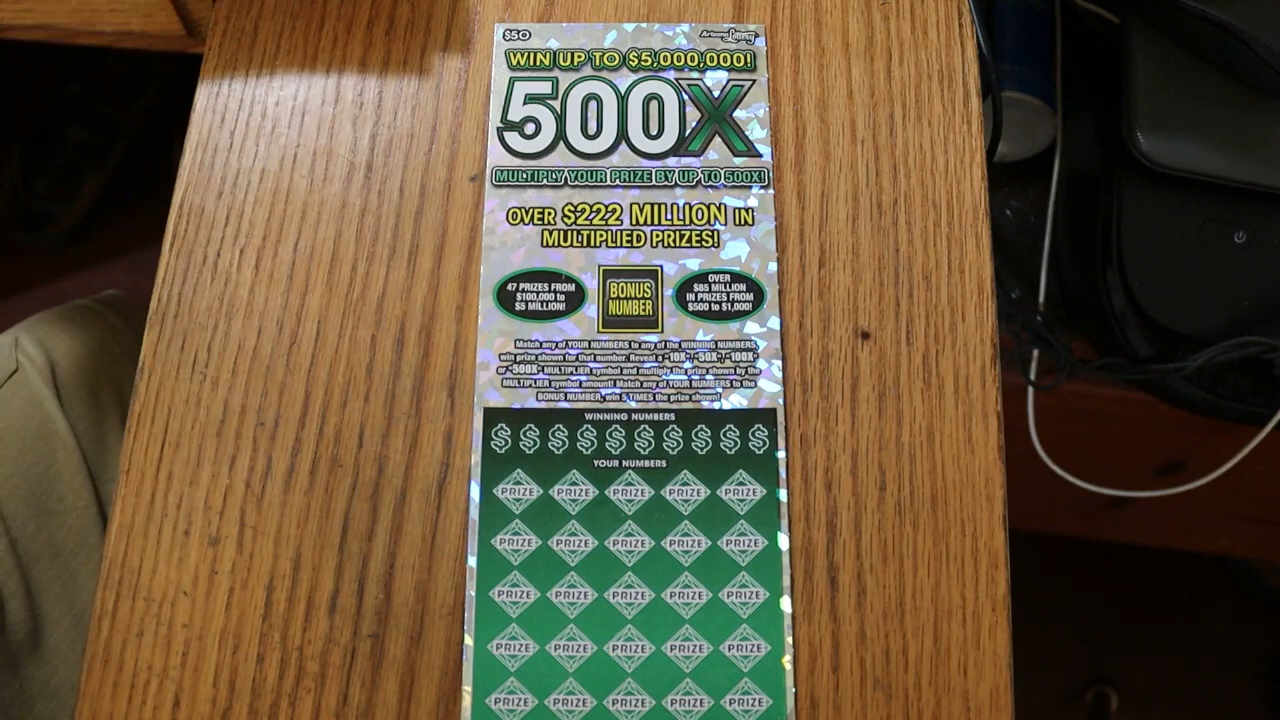 $50
Arizona Lottery
WIN UP TO $5,000,000!
500X
MULTIPLY YOUR PRIZE BY UP TO 500X!
OVER $222 MILLION IN
MULTIPLIED PRIZES!
47 PRIZES FROM
$100,000 to
$5 MILLION!
BONUS
NUMBER
OVER
$85 MILLION
IN PRIZES FROM
$500 to $1,000!
Match any of YOUR NUMBERS to any of the WINNING NUMBERS,
win prize shown for that number. Reveal a "10X", "50X", "100X"
or "500X" MULTIPLIER symbol and multiply the prize shown by the
MULTIPLIER symbol amount! Match any of YOUR NUMBERS to the
BONUS NUMBER, win 5 TIMES the prize shown!
WINNING NUMBERS
$ $ $ $ $ $ $ $ $ $
YOUR NUMBERS
PRIZE PRIZE PRIZE PRIZE PRIZE
PRIZE PRIZE PRIZE PRIZE PRIZE
PRIZE PRIZE PRIZE PRIZE PRIZE
PRIZE PRIZE PRIZE PRIZE PRIZE
PRIZE PRIZE PRIZE PRIZE PRIZE